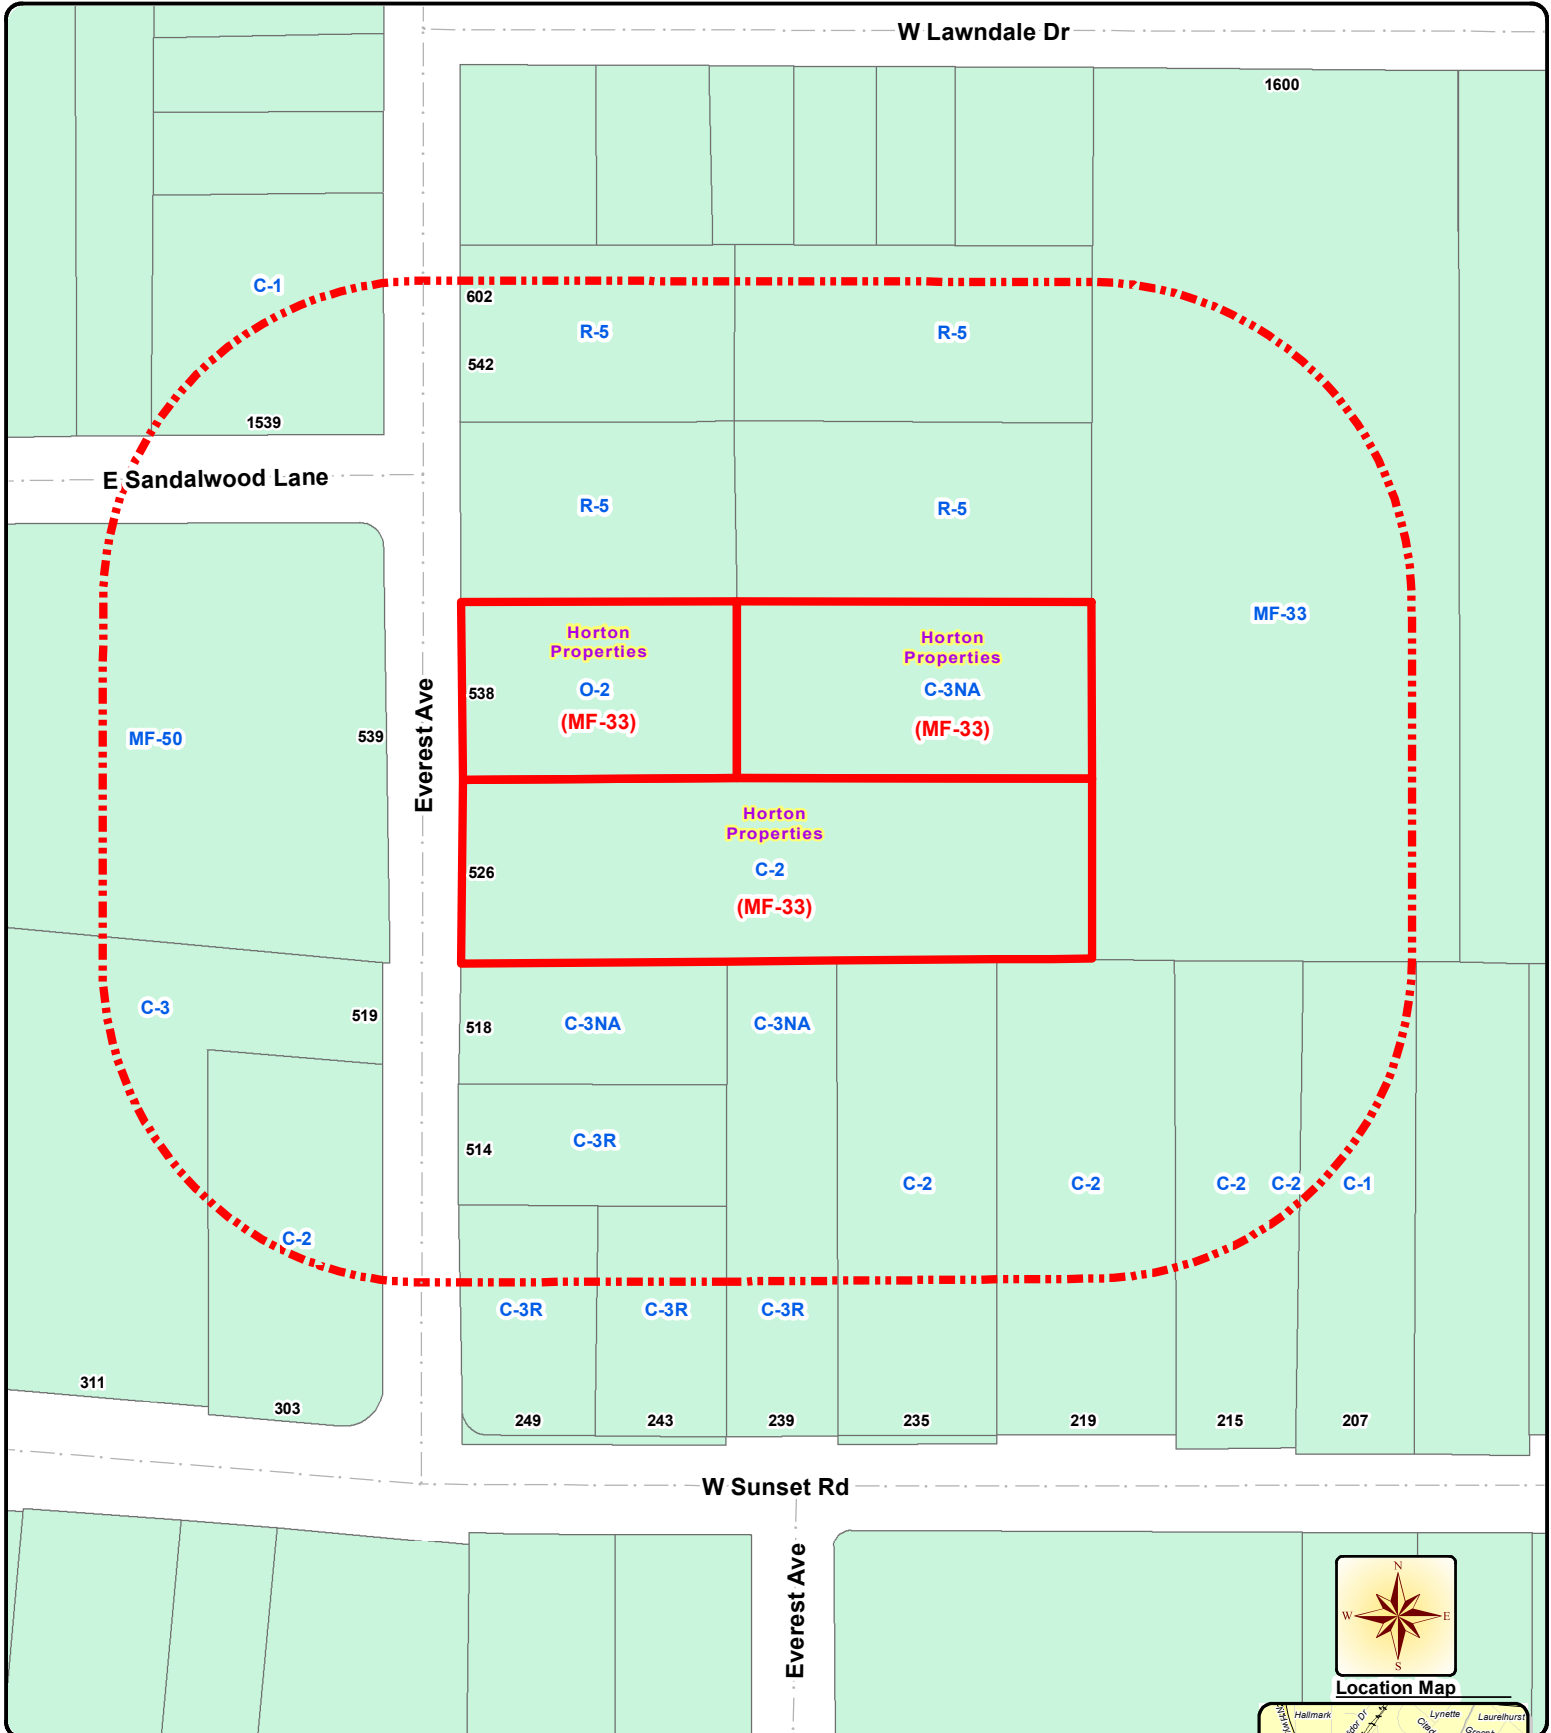 W Lawndale Dr
1600
C-1
602
R-5
R-5
542
1539
E Sandalwood Lane
R-5
R-5
MF-33
Horton
Properties
O-2
(MF-33)
538
Horton
Properties
C-3NA
(MF-33)
MF-50
539
Everest Ave
Horton
Properties
C-2
(MF-33)
526
C-3
519
518
C-3NA
C-3NA
514
C-3R
C-2
C-2
C-2
C-2
C-1
C-2
C-3R
C-3R
C-3R
311
303
249
243
239
235
219
215
207
W Sunset Rd
Everest Ave
N
W
E
S
Location Map
Hallmark
Lynette
Laurelhurst